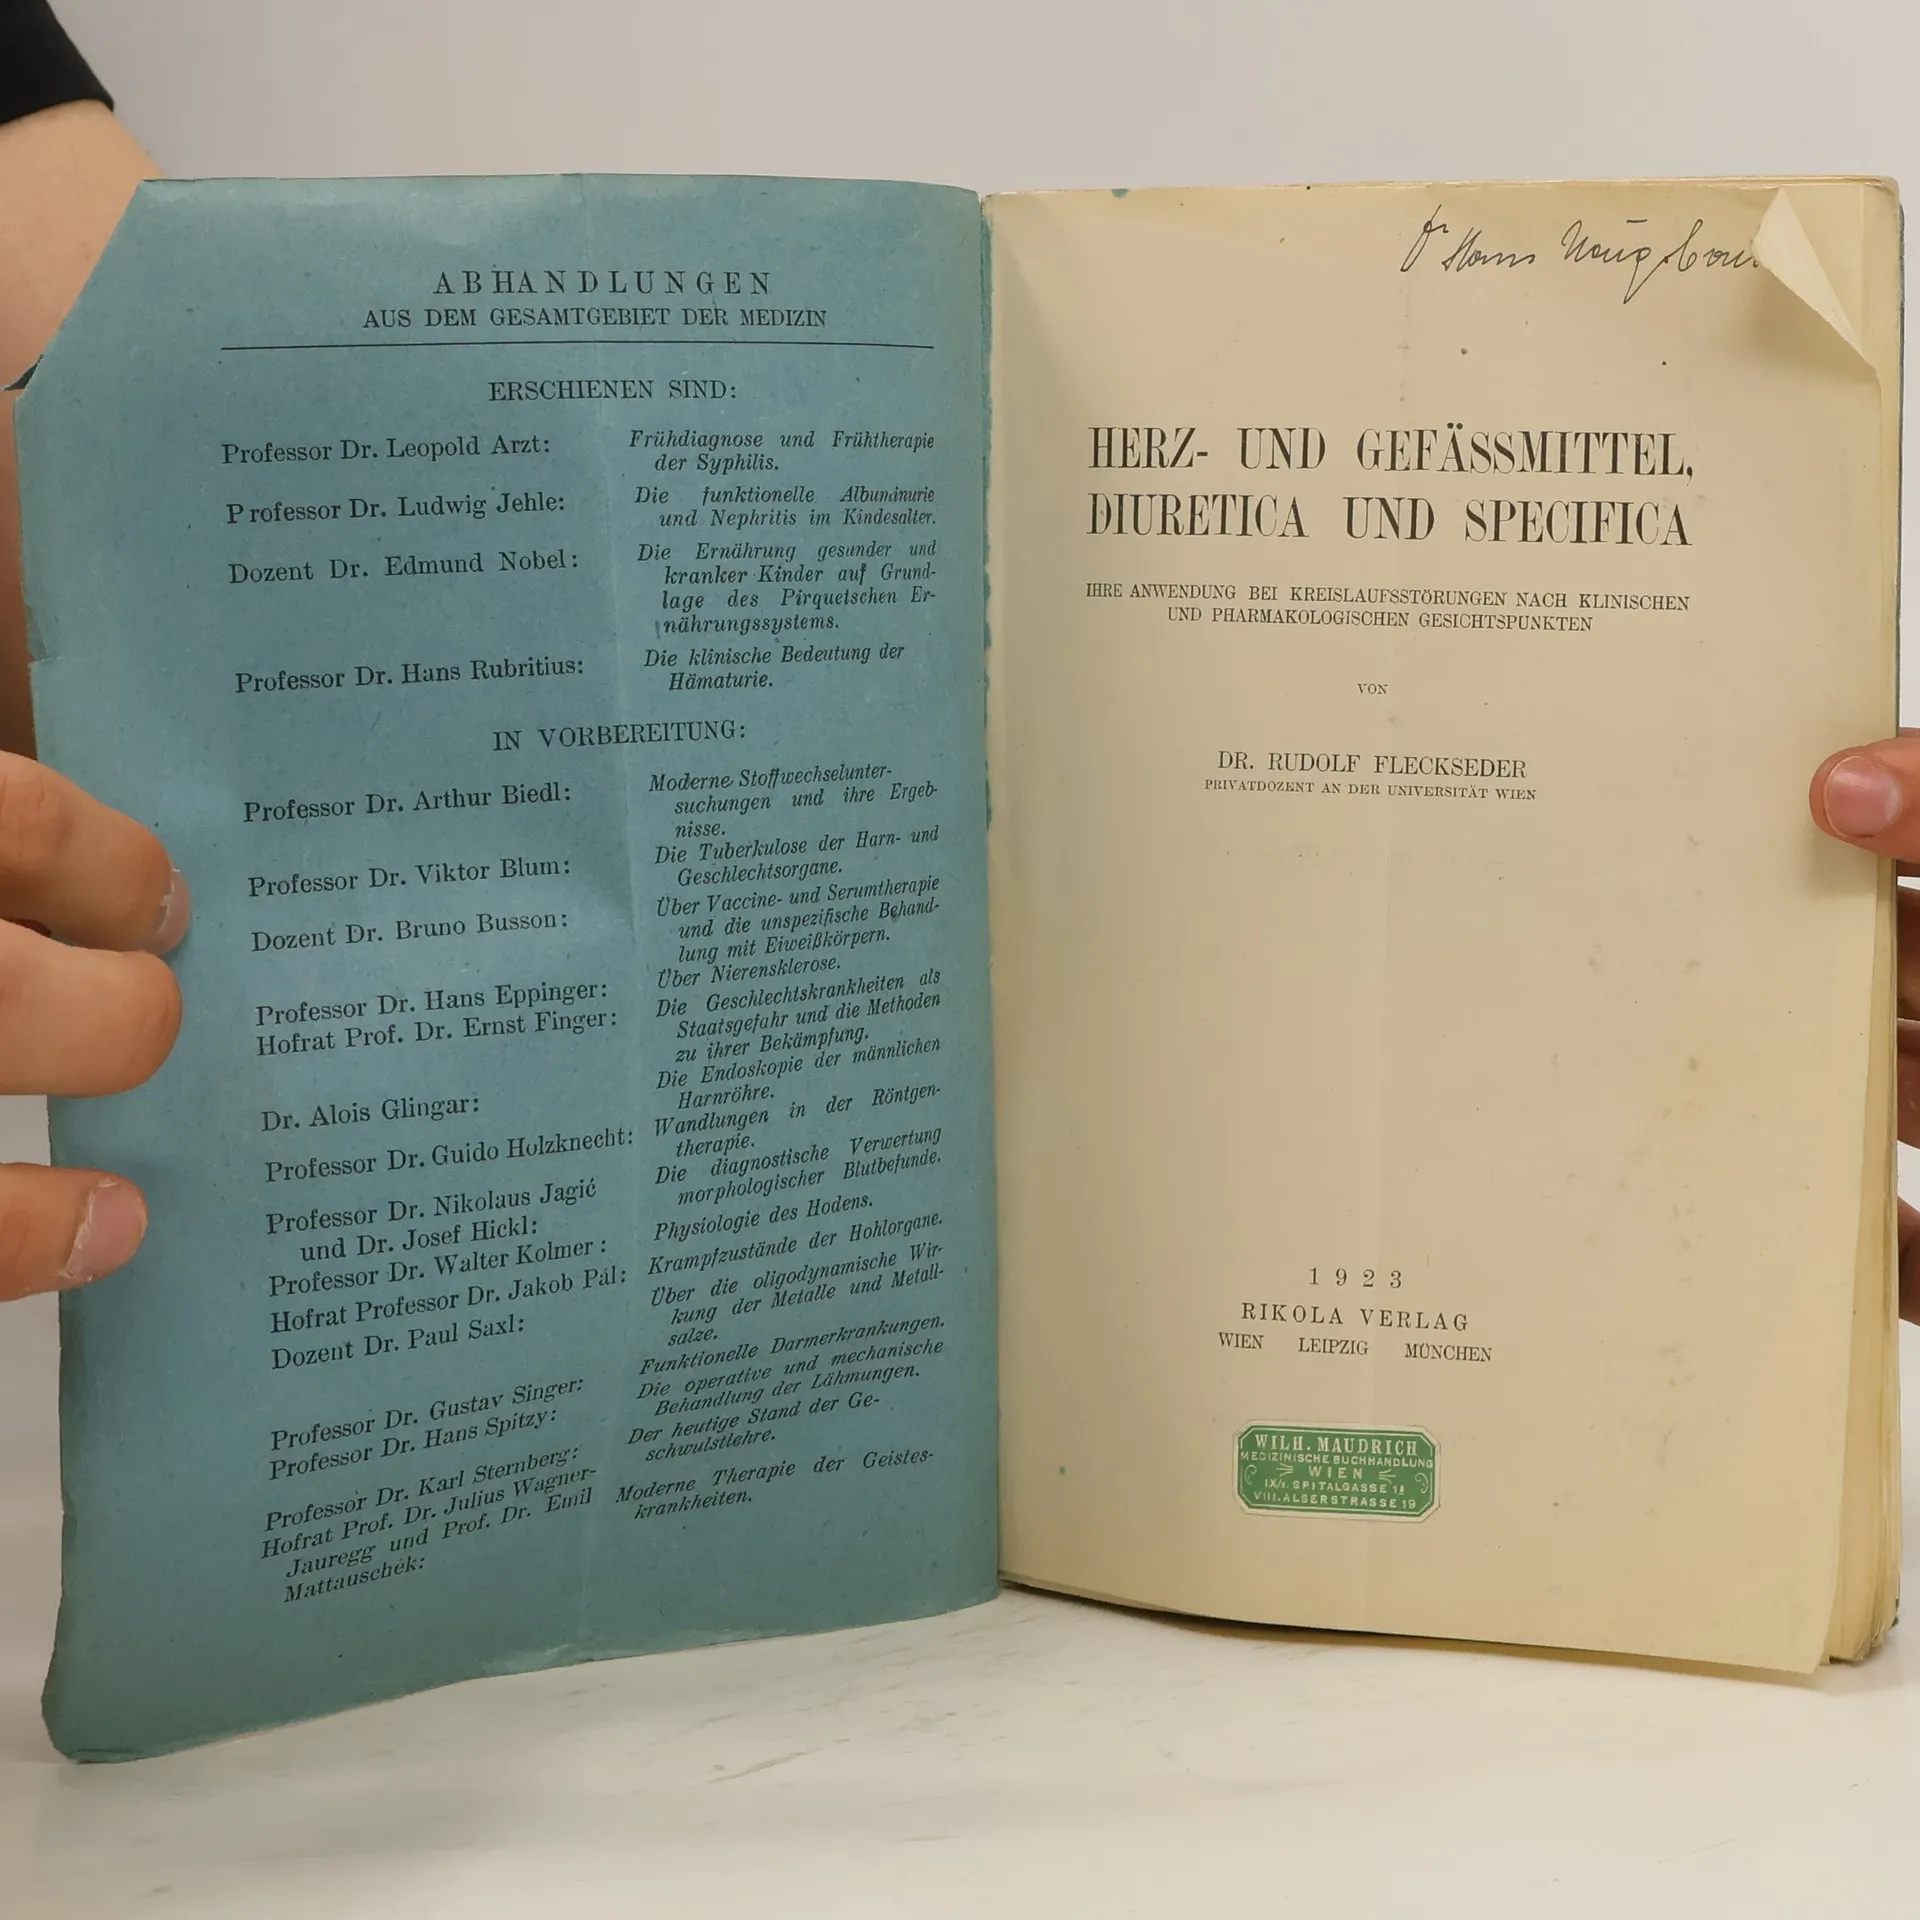 ABHANDLUNGEN
AUS DEM GESAMTGEBIET DER MEDIZIN
ERSCHIENEN SIND:
Professor Dr. Leopold Arzt: Frühdiagnose und Frühtherapie
der Syphilis.
Professor Dr. Ludwig Jehle: Die funktionelle Albuminurie
und Nephritis im Kindesalter.
Dozent Dr. Edmund Nobel: Die Ernährung gesunder und
kranker Kinder auf Grund-
lage des Pirquetschen Er-
nährungssystems.
Professor Dr. Hans Rubritius: Die klinische Bedeutung der
Hämaturie.
IN VORBEREITUNG:
Professor Dr. Arthur Biedl: Moderne Stoffwechselunter-
suchungen und ihre Ergeb-
nisse.
Professor Dr. Viktor Blum: Die Tuberkulose der Harn- und
Geschlechtsorgane.
Dozent Dr. Bruno Busson: Über Vaccine- und Serumtherapie
und die unspezifische Behand-
lung mit Eiweißkörpern.
Professor Dr. Hans Eppinger: Über Nierensklerose.
Hofrat Prof. Dr. Ernst Finger: Die Geschlechtskrankheiten als
Staatsgefahr und die Methoden
zu ihrer Bekämpfung.
Dr. Alois Glingar: Die Endoskopie der männlichen
Harnröhre.
Professor Dr. Guido Holzknecht: Wandlungen in der Röntgen-
therapie.
Professor Dr. Nikolaus Jagić Die diagnostische Verwertung
und Dr. Josef Hickl: morphologischer Blutbefunde.
Professor Dr. Walter Kolmer: Physiologie des Hodens.
Hofrat Professor Dr. Jakob Pál: Krampfzustände der Hohlorgane.
Dozent Dr. Paul Saxl: Über die oligodynamische Wir-
kung der Metalle und Metall-
salze.
Professor Dr. Gustav Singer: Funktionelle Darmerkrankungen.
Professor Dr. Hans Spitzy: Die operative und mechanische
Behandlung der Lähmungen.
Professor Dr. Karl Sternberg: Der heutige Stand der Ge-
schwulstlehre.
Hofrat Prof. Dr. Julius Wagner- Moderne Therapie der Geistes-
Jauregg und Prof. Dr. Emil krankheiten.
Mattauschek:
Dr Hans
HERZ- UND GEFÄSSMITTEL,
DIURETICA UND SPECIFICA
IHRE ANWENDUNG BEI KREISLAUFSSTÖRUNGEN NACH KLINISCHEN
UND PHARMAKOLOGISCHEN GESICHTSPUNKTEN
VON
DR. RUDOLF FLECKSEDER
PRIVATDOZENT AN DER UNIVERSITÄT WIEN
1923
RIKOLA VERLAG
WIEN LEIPZIG MÜNCHEN
WILH. MAUDRICH
MEDIZINISCHE BUCHHANDLUNG
WIEN
SPITALGASSE
VIII. ALSERSTRASSE 19